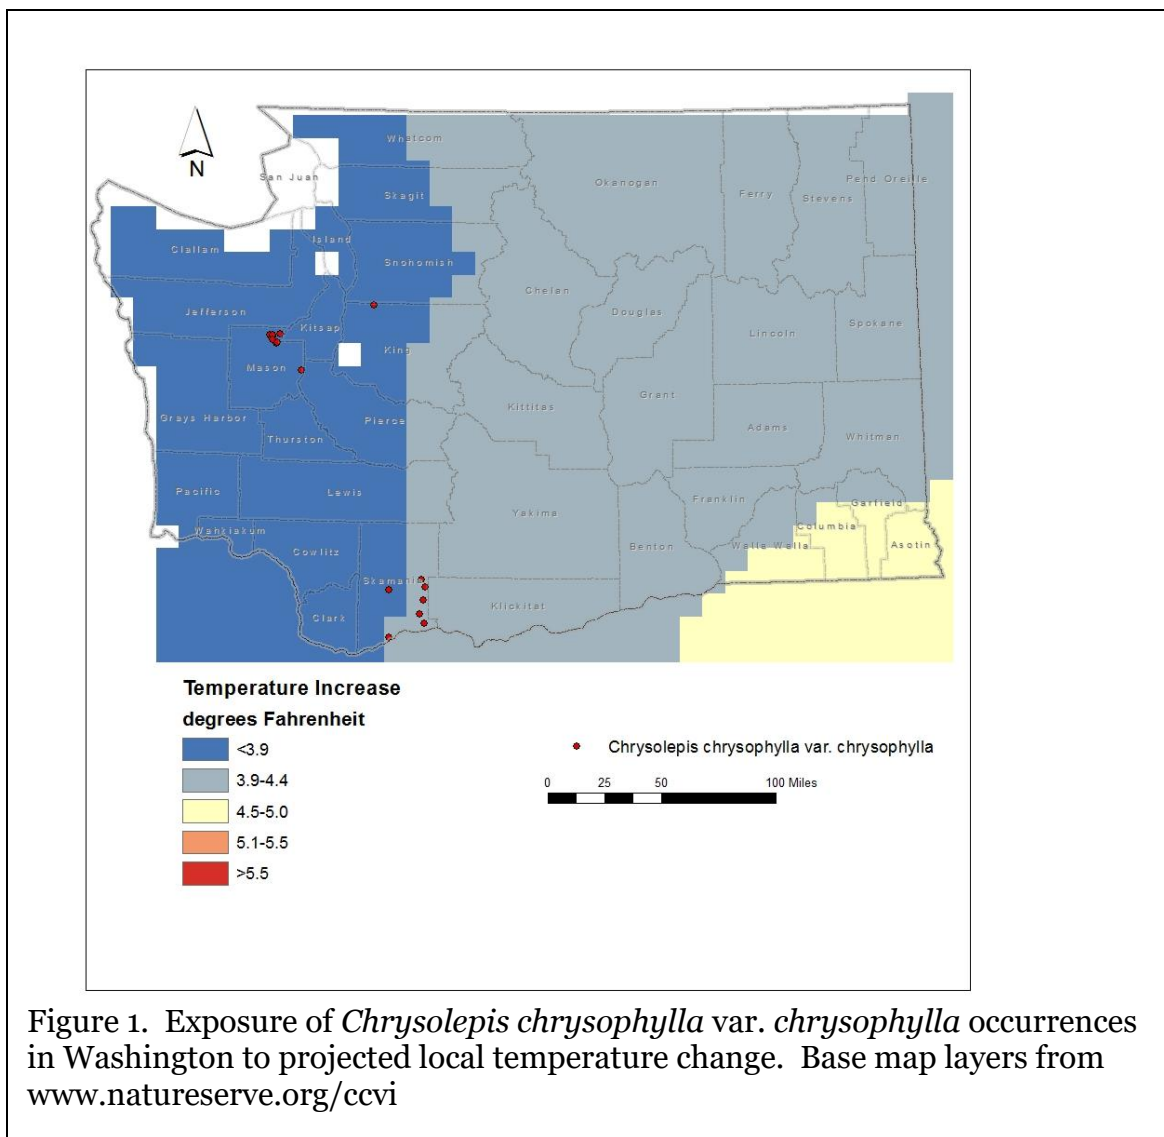 N
Whatcom
San Juan
Skagit
Okanogan
Ferry
Stevens
Pend Oreille
Clallam
Island
Snohomish
Chelan
Jefferson
Kitsap
Douglas
Lincoln
Spokane
King
Mason
Grant
Kittitas
Grays Harbor
Pierce
Adams
Thurston
Whitman
Pacific
Lewis
Yakima
Franklin
Garfield
Columbia
Wahkiakum
Cowlitz
Benton
Walla Walla
Asotin
Skamania
Klickitat
Clark
Temperature Increase
degrees Fahrenheit
<3.9
3.9-4.4
4.5-5.0
5.1-5.5
>5.5
Chrysolepis chrysophylla var. chrysophylla
0 25 50 100 Miles
Figure 1. Exposure of Chrysolepis chrysophylla var. chrysophylla occurrences
in Washington to projected local temperature change. Base map layers from
www.natureserve.org/ccvi